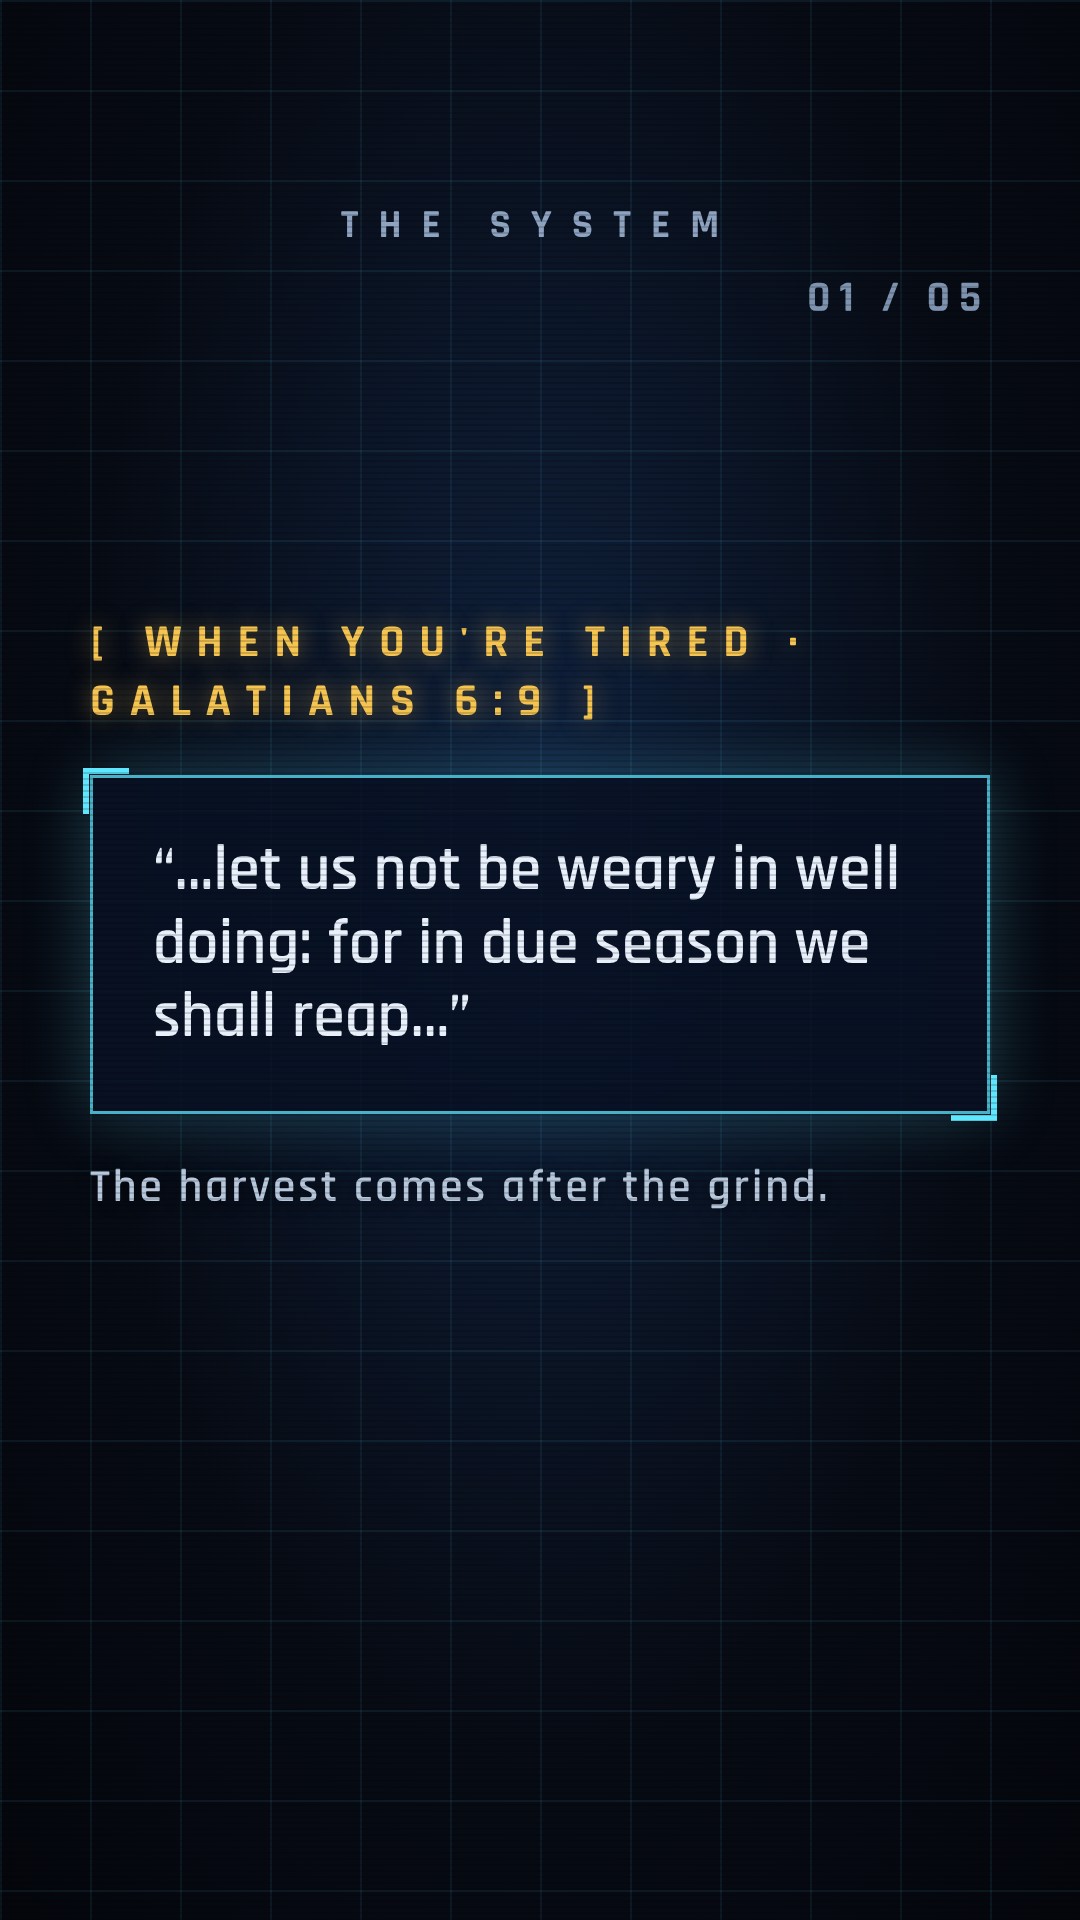 THE SYSTEM
01 / 05
[ WHEN YOU'RE TIRED ·
GALATIANS 6:9 ]
“…let us not be weary in well
doing: for in due season we
shall reap…”
The harvest comes after the grind.